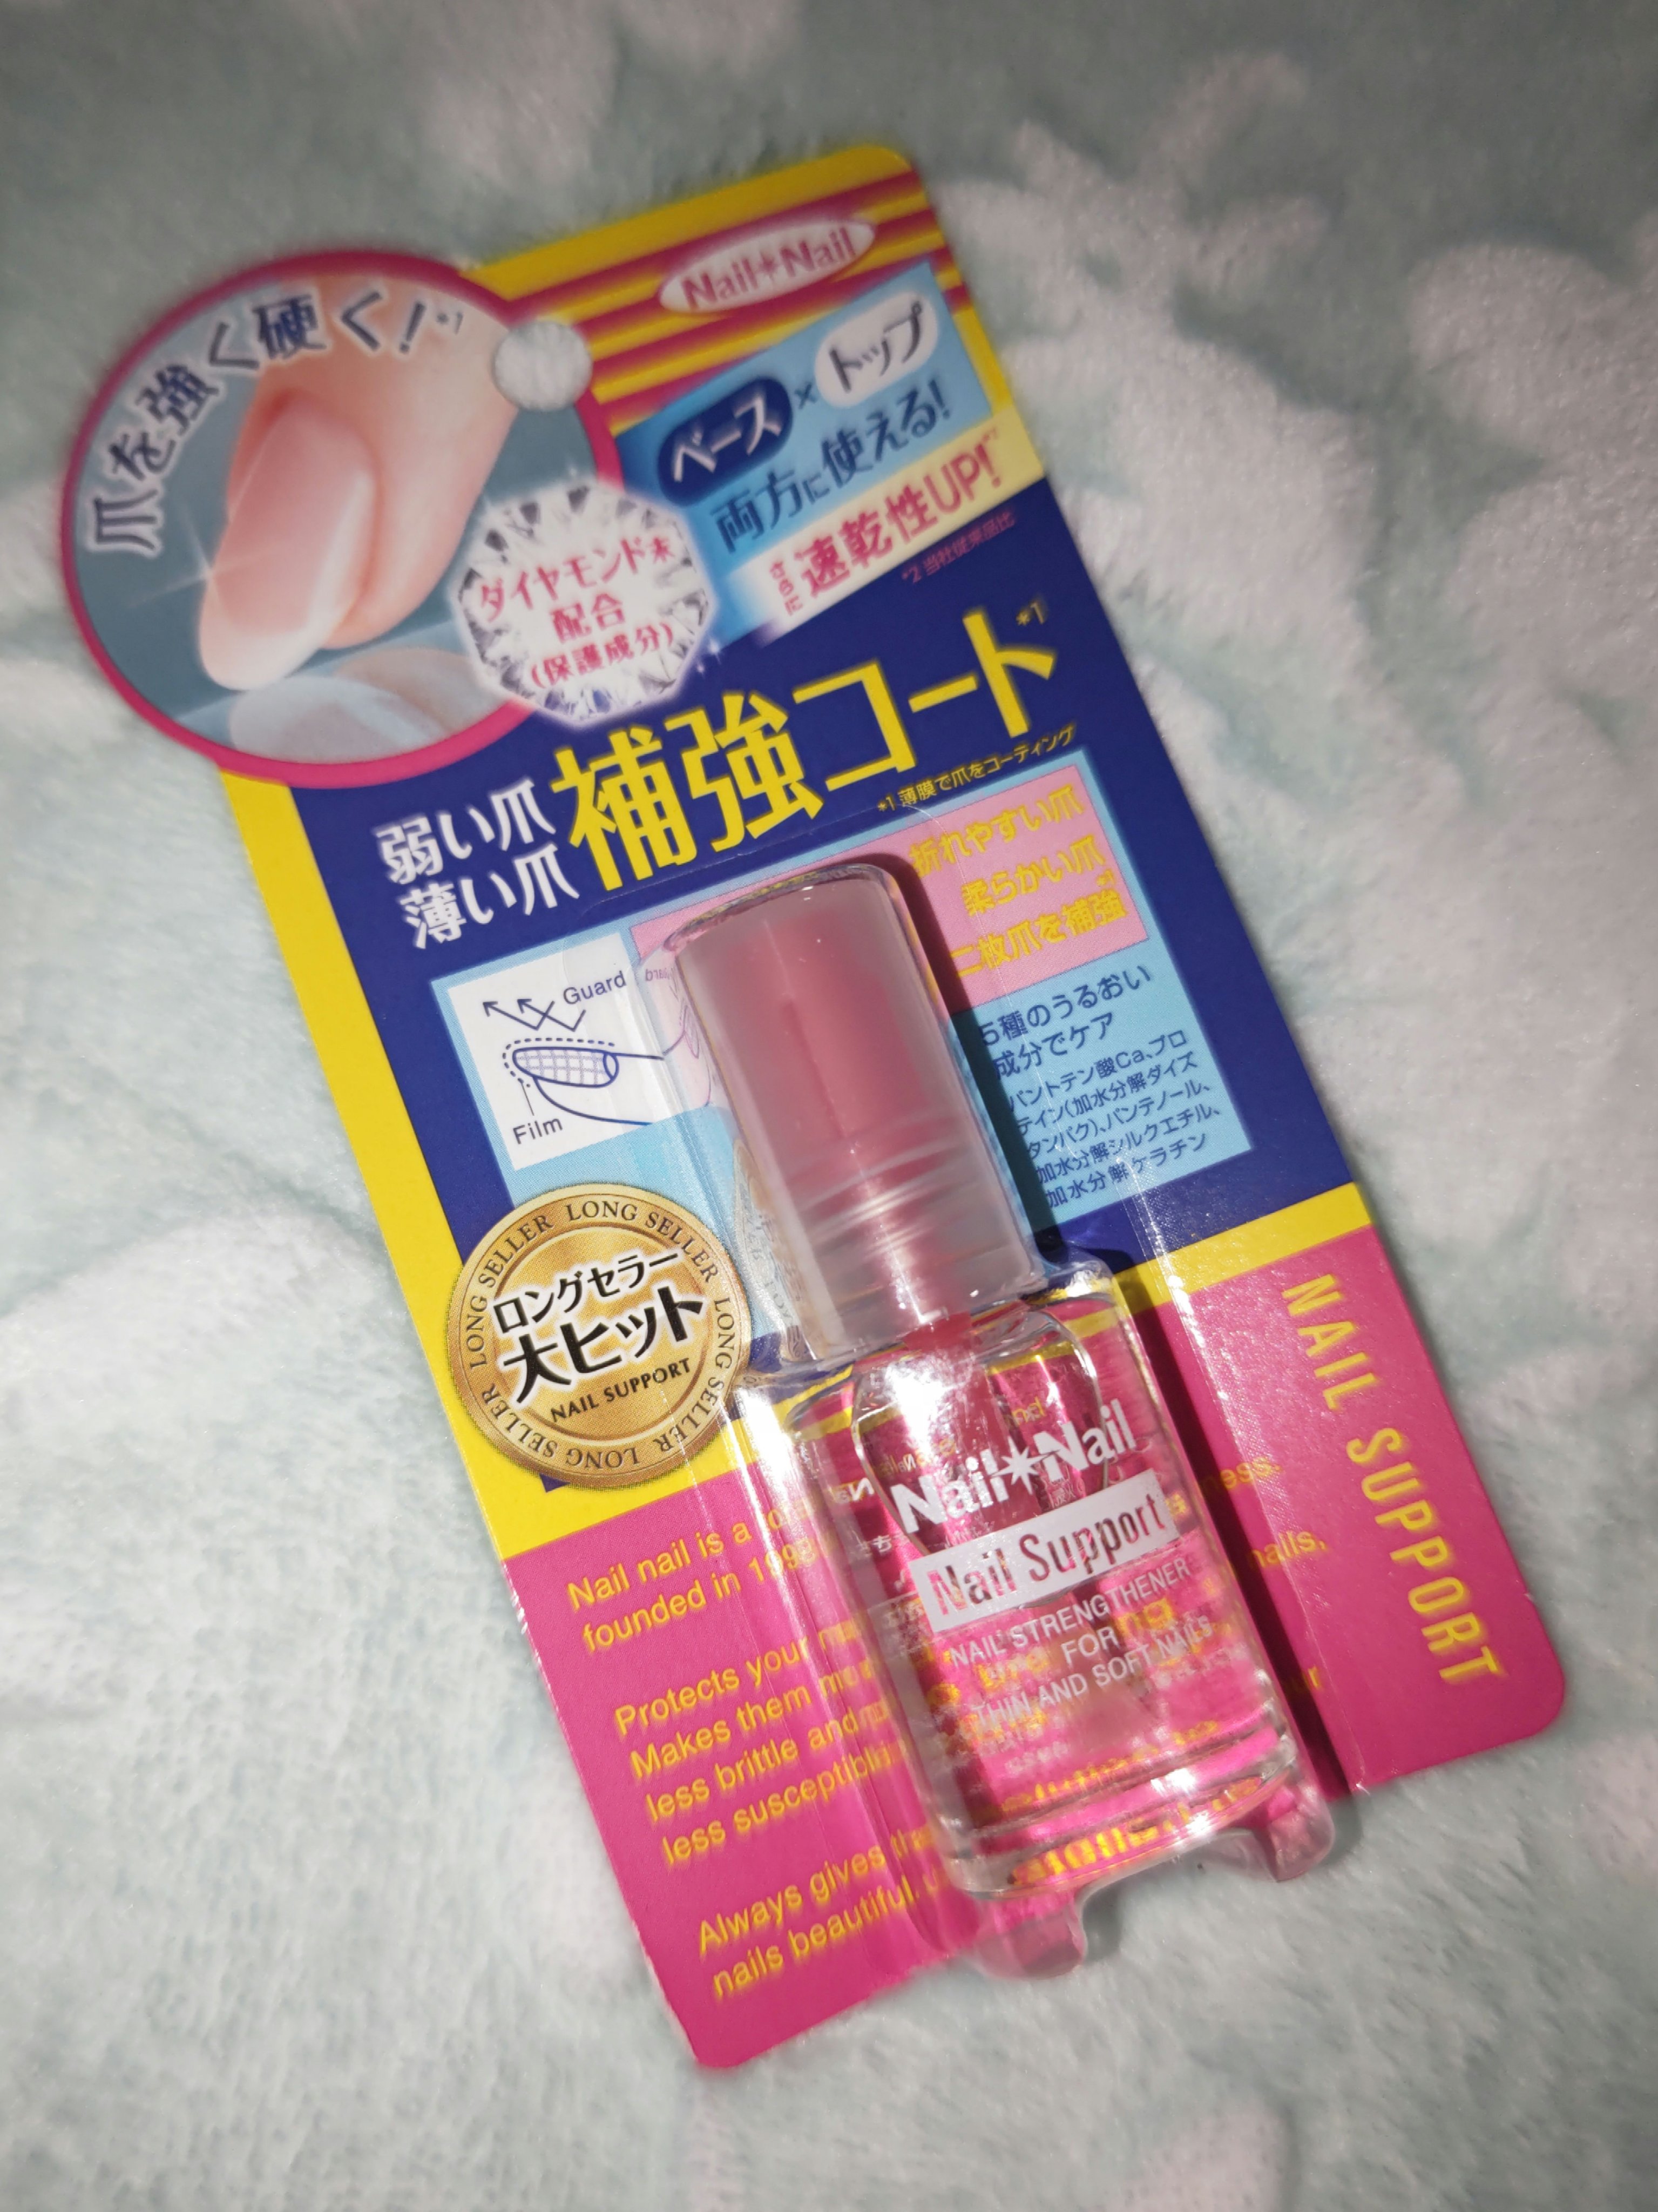 爪を強く硬く！*1
Nail✶Nail
ベース×トップ
両方に使える！
さらに速乾性UP！*2
*2 当社従来品比
ダイヤモンド末
配合
(保護成分)
弱い爪
薄い爪
補強コート*1
*1 薄膜で爪をコーティング
折れやすい爪
柔らかい爪
二枚爪を補強*1
Guard
Film
5種のうるおい
成分でケア
パントテン酸Ca、プロ
テイン(加水分解ダイズ
タンパク)、パンテノール、
加水分解シルクエチル、
加水分解ケラチン
LONG SELLER LONG SELLER LONG SELLER LONG SELLER
ロングセラー
大ヒット
NAIL SUPPORT
Nail nail is a
founded in
Protects your
Makes them
less brittle and
less susceptible
Always gives
nails beautiful.
nails,
Nail✶Nail
Nail Support
NAIL STRENGTHENER
FOR
THIN AND SOFT NAILS
NAIL SUPPORT